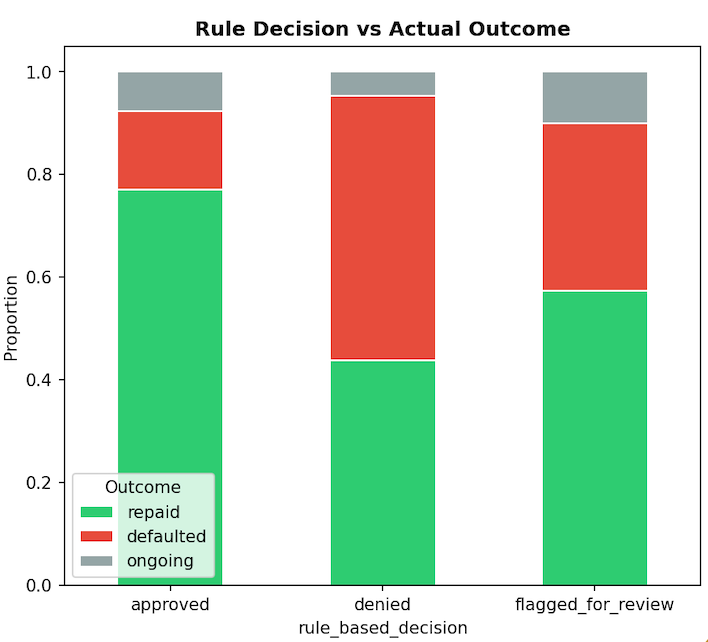 Rule Decision vs Actual Outcome
Proportion
1.0
0.8
0.6
0.4
0.2
0.0
Outcome
repaid
defaulted
ongoing
approved denied flagged_for_review
rule_based_decision